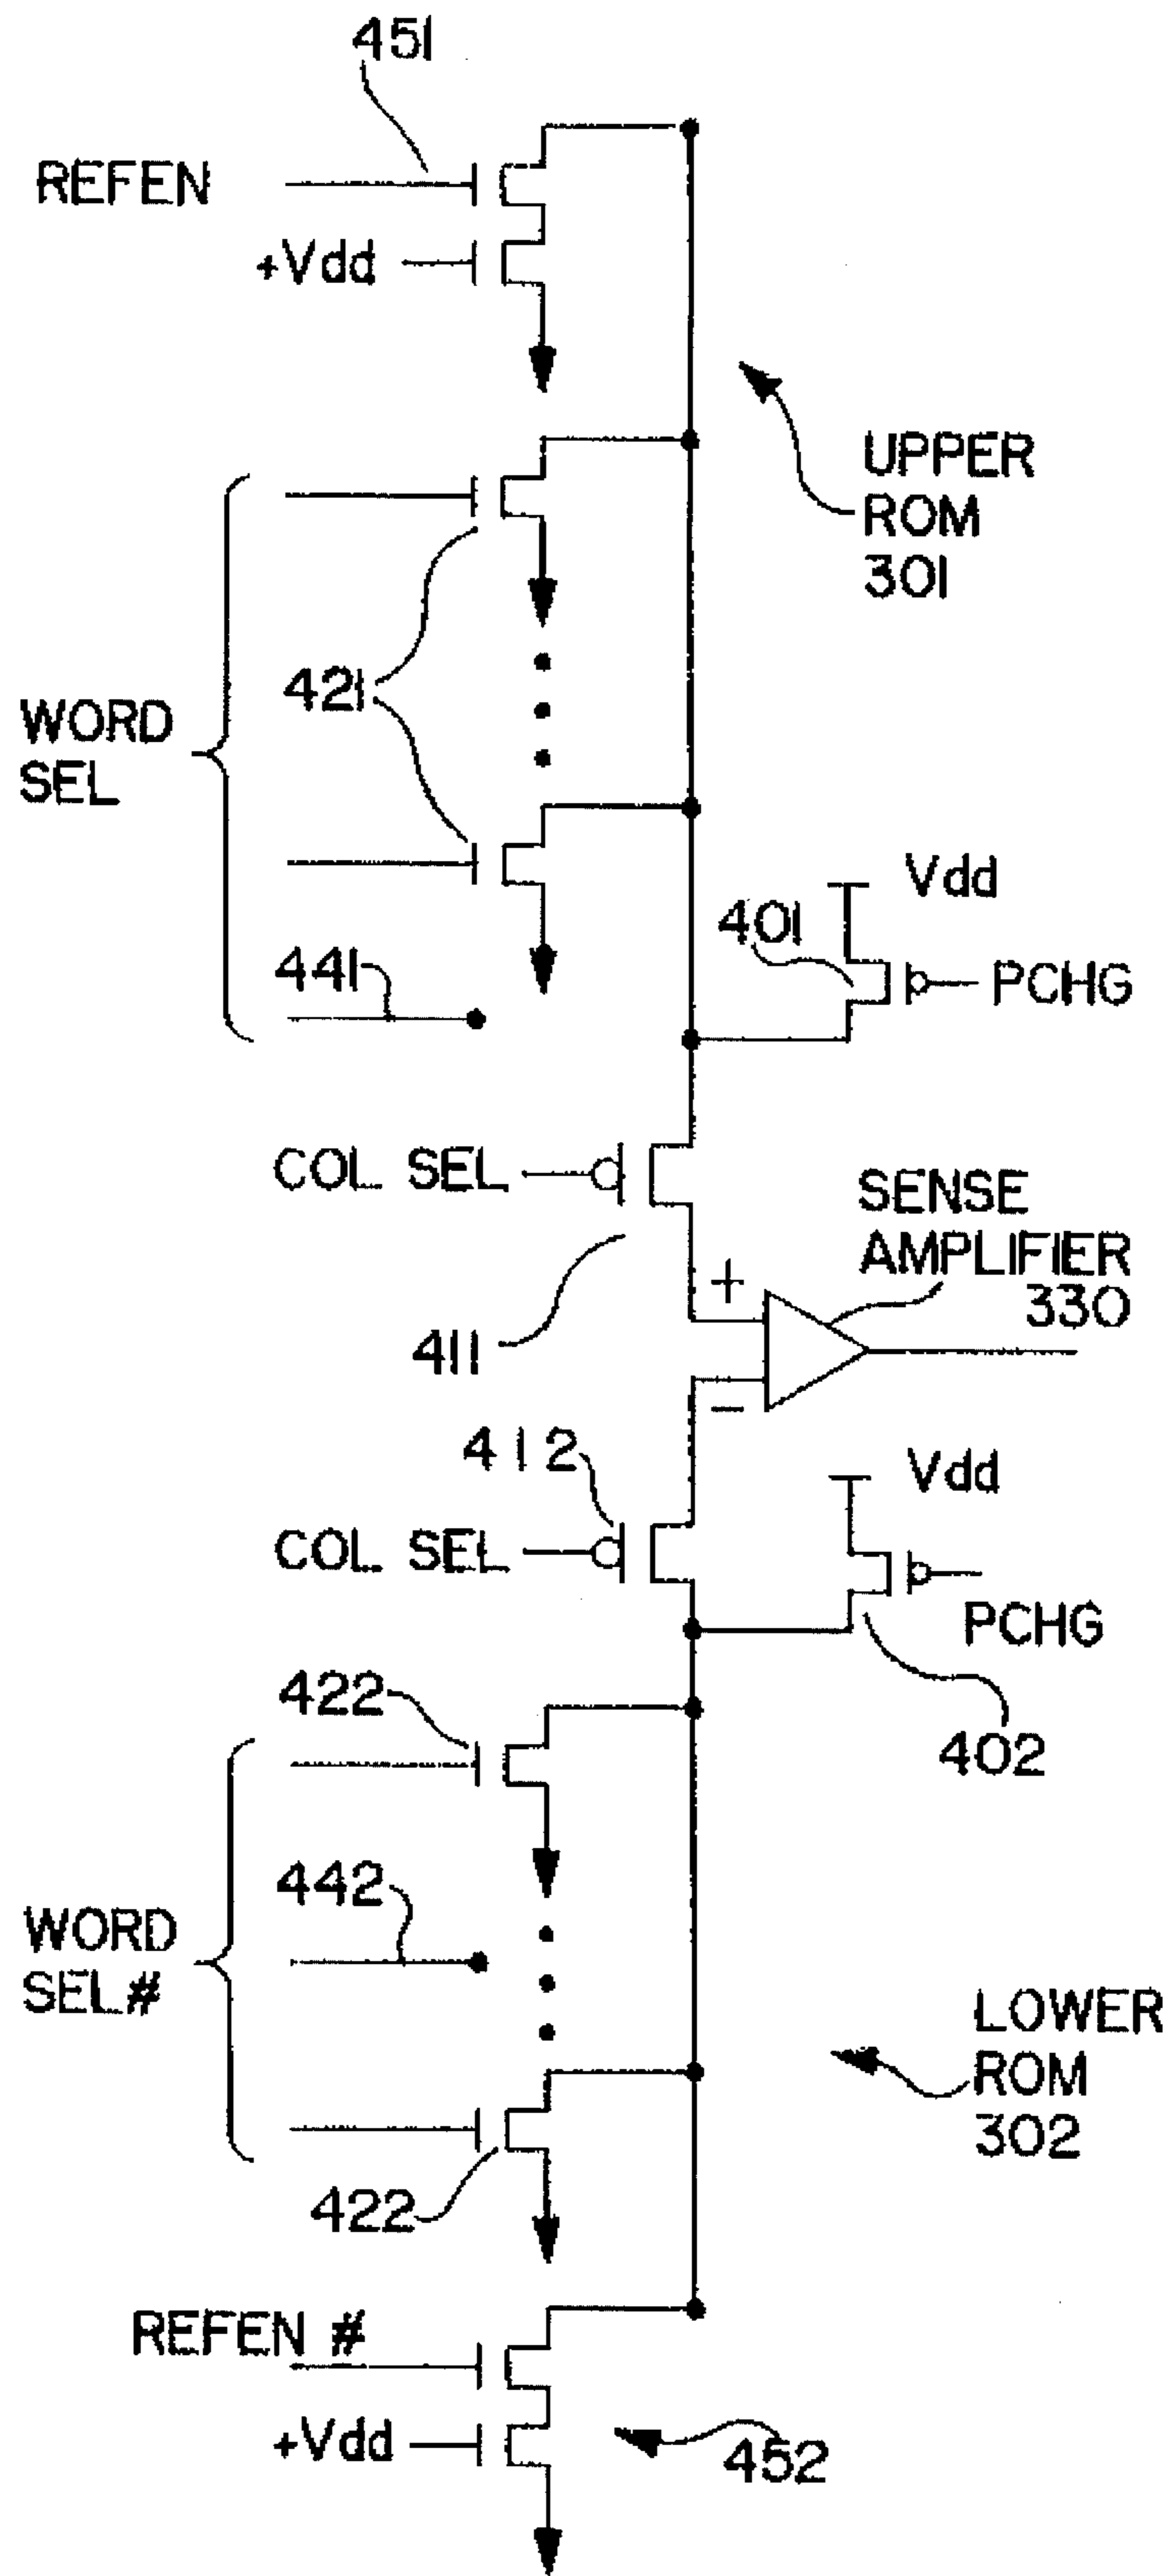 451
REFEN
+Vdd
UPPER
ROM
301
421
WORD
SEL
Vdd
401
441
PCHG
COL SEL
SENSE
AMPLIFIER
330
+
411
-
412
Vdd
COL SEL
PCHG
422
402
442
WORD
SEL#
LOWER
ROM
302
422
REFEN #
+Vdd
452